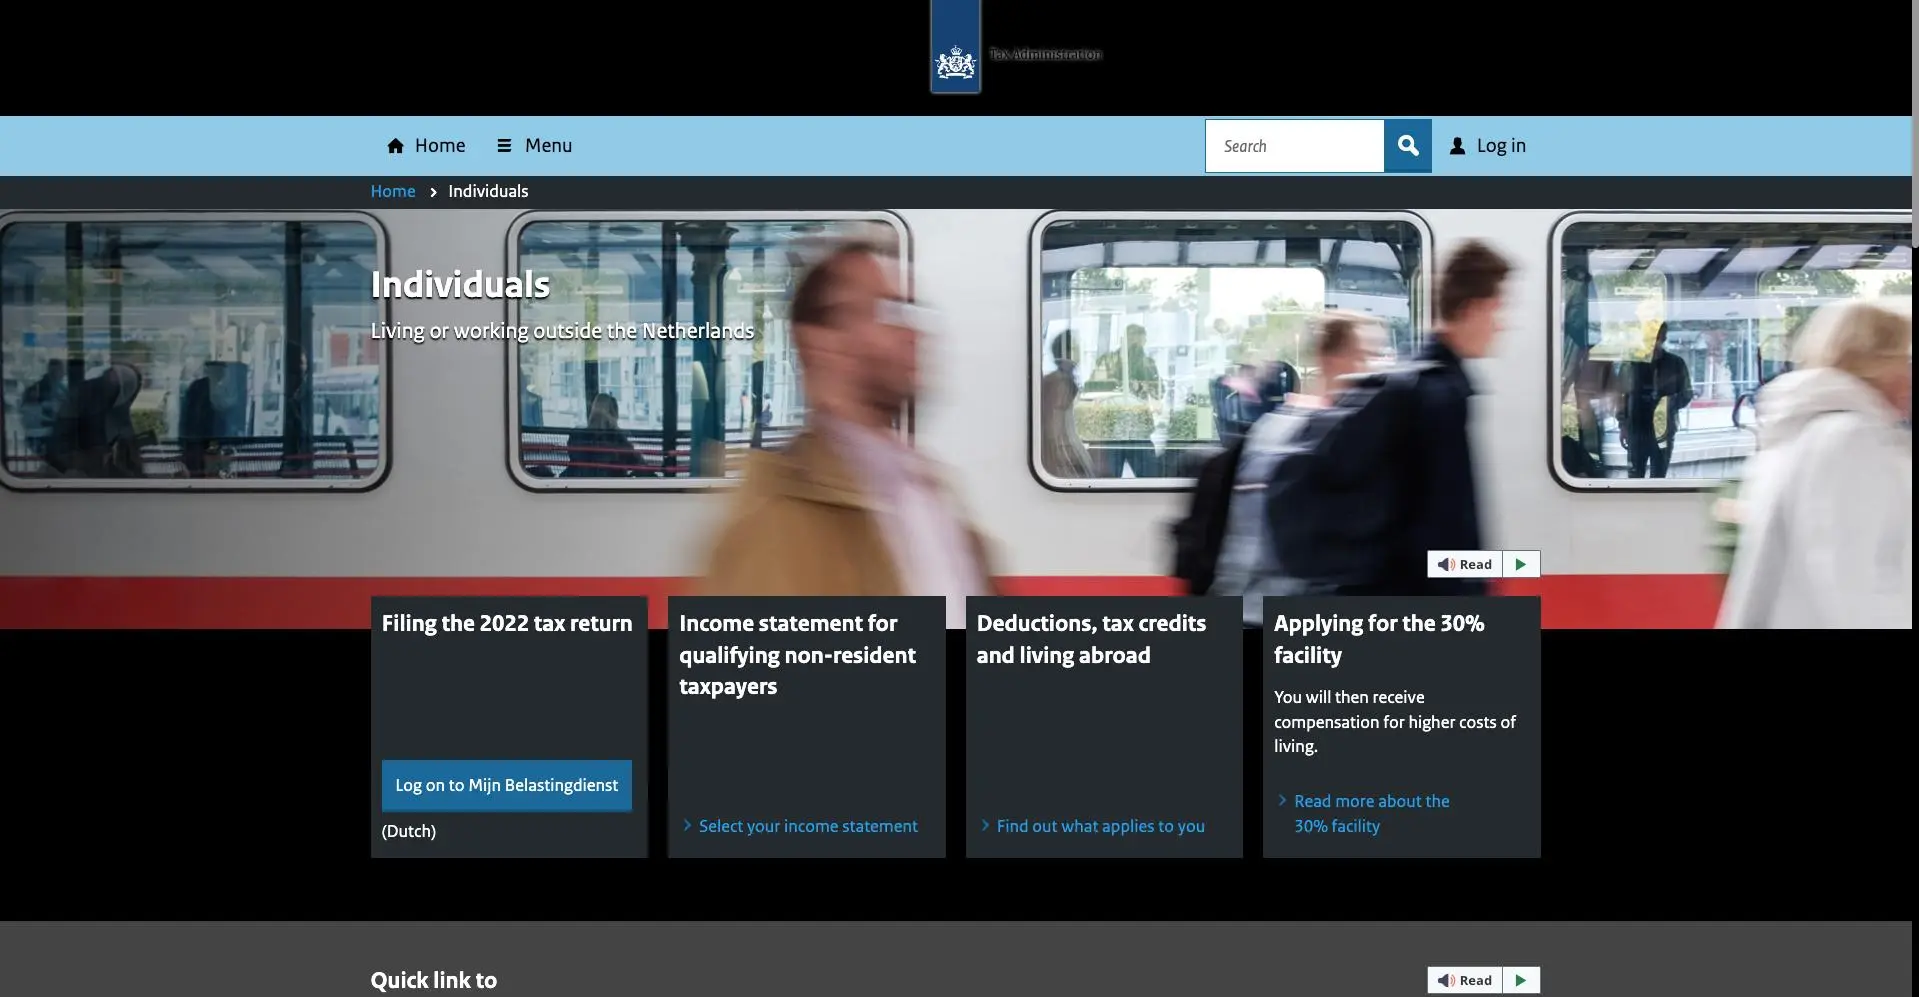 Tax Administration
Home
Menu
Search
Log in
Home
Individuals
Individuals
Living or working outside the Netherlands
Read
Filing the 2022 tax return
Log on to Mijn Belastingdienst
(Dutch)
Income statement for
qualifying non-resident
taxpayers
Select your income statement
Deductions, tax credits
and living abroad
Find out what applies to you
Applying for the 30%
facility
You will then receive
compensation for higher costs of
living.
Read more about the
30% facility
Quick link to
Read